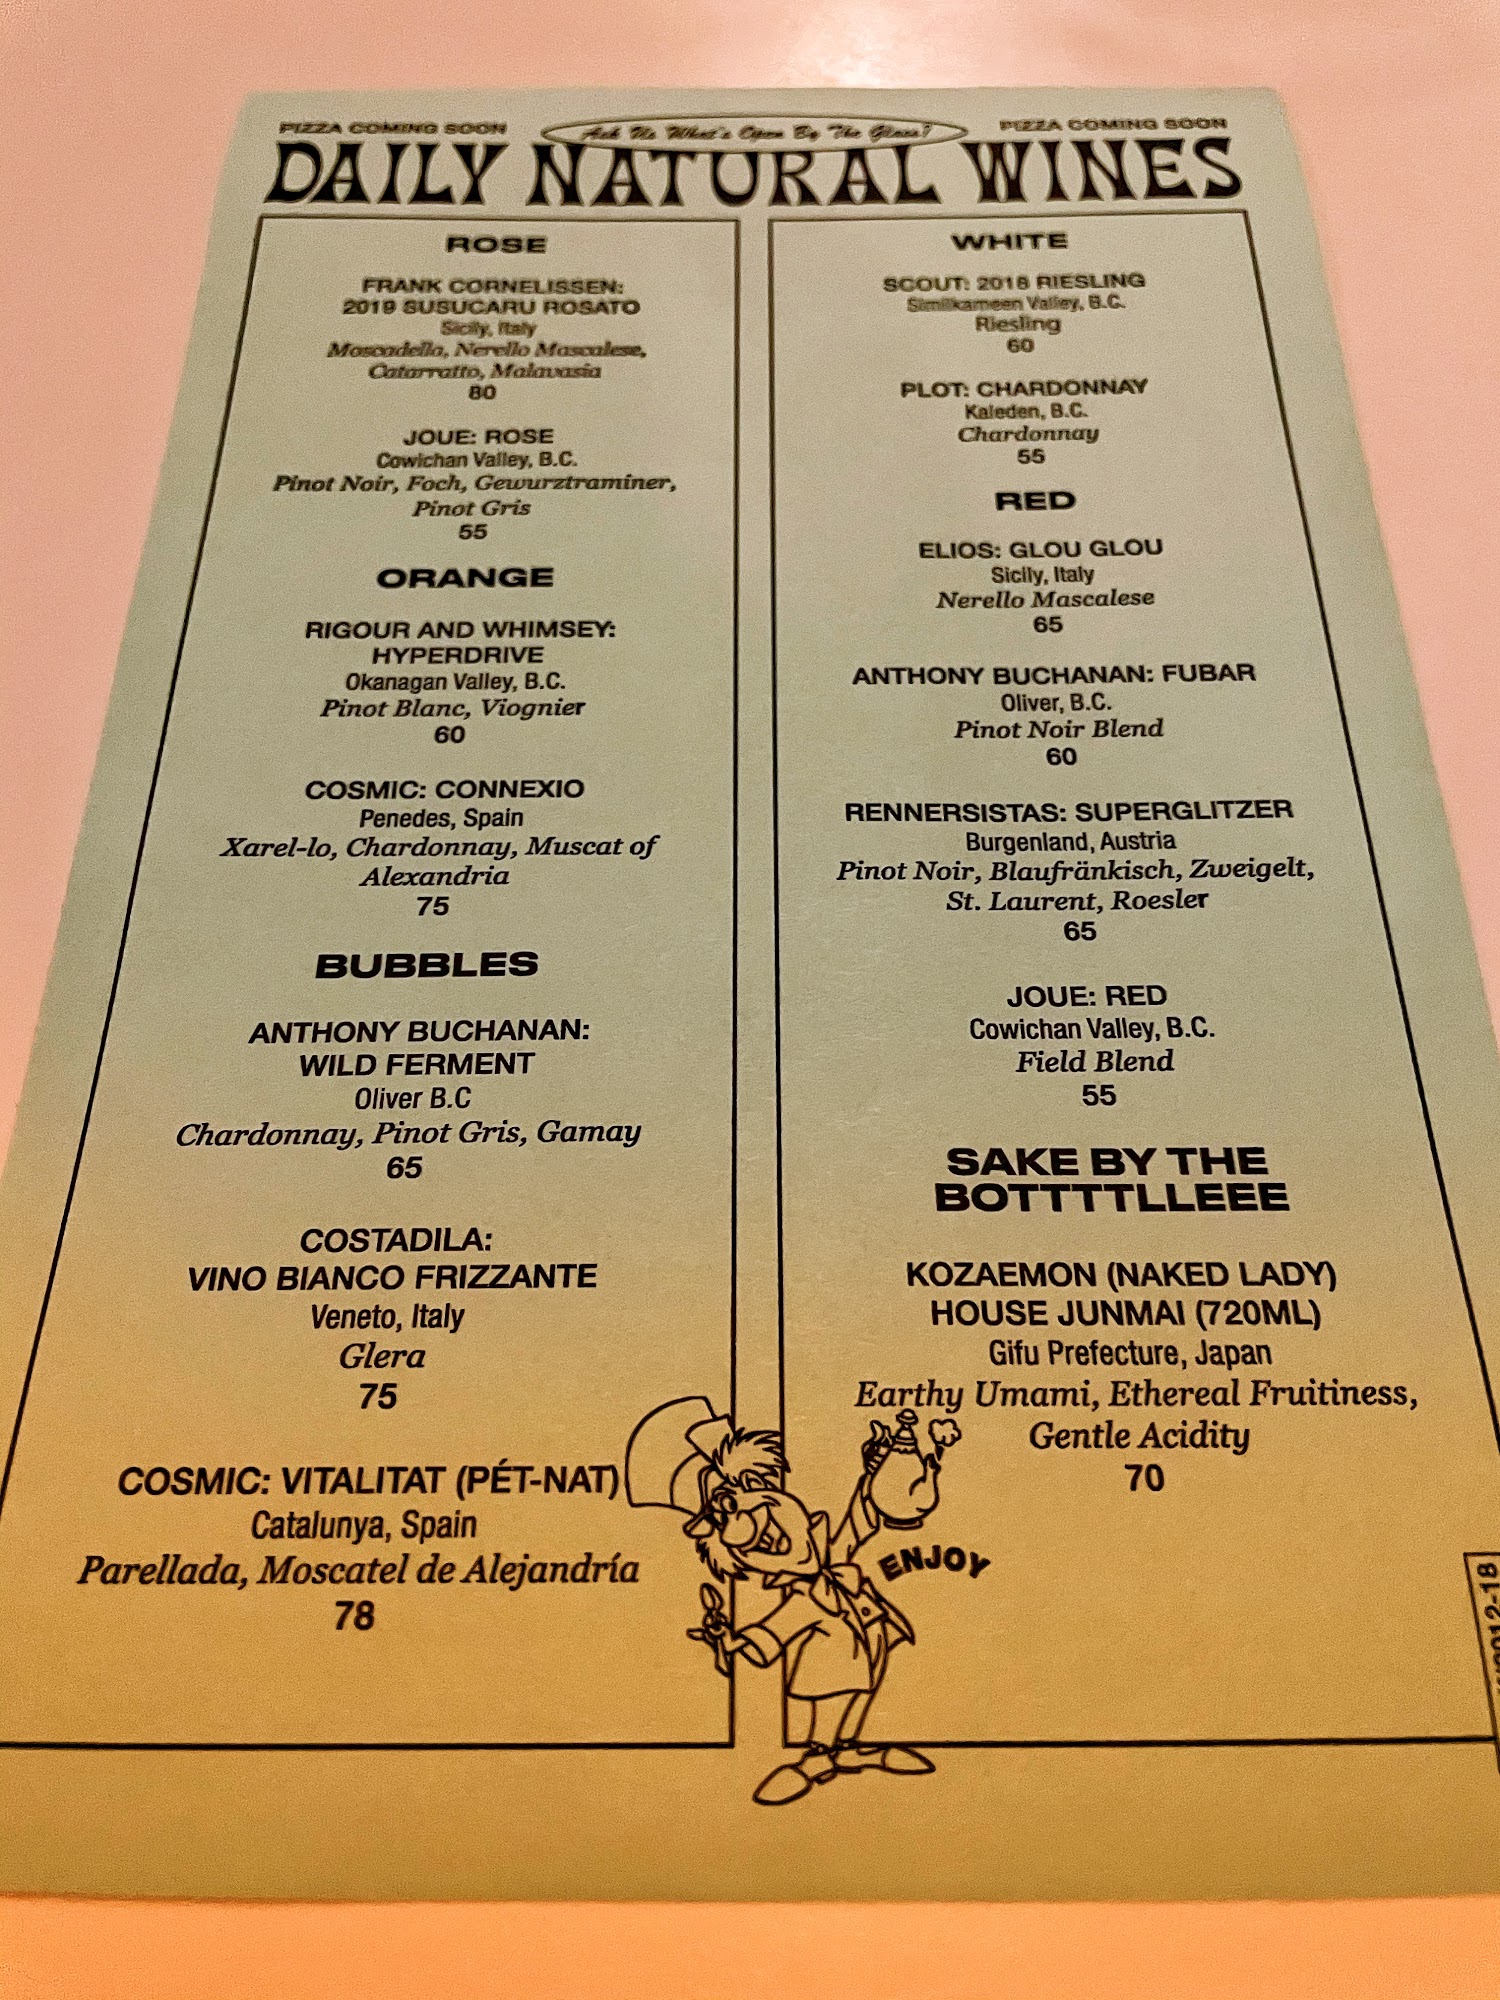 PIZZA COMING SOON
Ask Us What's Open By The Glass?
PIZZA COMING SOON
DAILY NATURAL WINES
ROSE
FRANK CORNELISSEN:
2019 SUSUCARU ROSATO
Sicily, Italy
Moscadella, Nerello Mascalese,
Catarratto, Malavasia
80
JOUE: ROSE
Cowichan Valley, B.C.
Pinot Noir, Foch, Gewurztraminer,
Pinot Gris
55
ORANGE
RIGOUR AND WHIMSEY:
HYPERDRIVE
Okanagan Valley, B.C.
Pinot Blanc, Viognier
60
COSMIC: CONNEXIO
Penedes, Spain
Xarel-lo, Chardonnay, Muscat of
Alexandria
75
BUBBLES
ANTHONY BUCHANAN:
WILD FERMENT
Oliver B.C
Chardonnay, Pinot Gris, Gamay
65
COSTADILA:
VINO BIANCO FRIZZANTE
Veneto, Italy
Glera
75
COSMIC: VITALITAT (PÉT-NAT)
Catalunya, Spain
Parellada, Moscatel de Alejandría
78
WHITE
SCOUT: 2018 RIESLING
Similkameen Valley, B.C.
Riesling
60
PLOT: CHARDONNAY
Kaleden, B.C.
Chardonnay
55
RED
ELIOS: GLOU GLOU
Sicily, Italy
Nerello Mascalese
65
ANTHONY BUCHANAN: FUBAR
Oliver, B.C.
Pinot Noir Blend
60
RENNERSISTAS: SUPERGLITZER
Burgenland, Austria
Pinot Noir, Blaufränkisch, Zweigelt,
St. Laurent, Roesler
65
JOUE: RED
Cowichan Valley, B.C.
Field Blend
55
SAKE BY THE
BOTTTTLLEEE
KOZAEMON (NAKED LADY)
HOUSE JUNMAI (720ML)
Gifu Prefecture, Japan
Earthy Umami, Ethereal Fruitiness,
Gentle Acidity
70
ENJOY